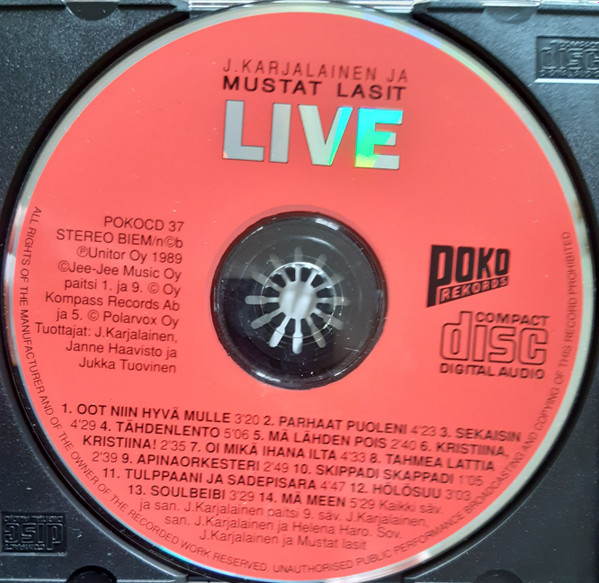 J.KARJALAINEN JA
MUSTAT LASIT
LIVE
POKOCD 37
STEREO BIEM/n©b
℗Unitor Oy 1989
©Jee-Jee Music Oy
paitsi 1. ja 9. © Oy
Kompass Records Ab
ja 5. © Polarvox Oy
Tuottajat: J.Karjalainen,
Janne Haavisto ja
Jukka Tuovinen
POKO
REKORDS
COMPACT
disc
DIGITAL AUDIO
1. OOT NIIN HYVÄ MULLE 3'20 2. PARHAAT PUOLENI 4'23 3. SEKAISIN
4'29 4. TÄHDENLENTO 5'06 5. MÄ LÄHDEN POIS 2'40 6. KRISTIINA,
KRISTIINA! 2'35 7. OI MIKÄ IHANA ILTA 4'33 8. TAHMEA LATTIA
2'39 9. APINAORKESTERI 2'49 10. SKIPPADI SKAPPADI 1'05
11. TULPPAANI JA SADEPISARA 4'47 12. HÖLÖSUU 3'03
13. SOULBEIBI 3'29 14. MÄ MEEN 5'29 Kaikki säv.
ja san. J.Karjalainen paitsi 9. säv. J.Karjalainen,
san. J.Karjalainen ja Helena Haro. Sov.
J.Karjalainen ja Mustat lasit
ALL RIGHTS OF THE MANUFACTURER AND OF THE OWNER OF THE RECORDED WORK RESERVED. UNAUTHORISED PUBLIC PERFORMANCE, BROADCASTING AND COPYING OF THIS RECORD PROHIBITED
disc
disc